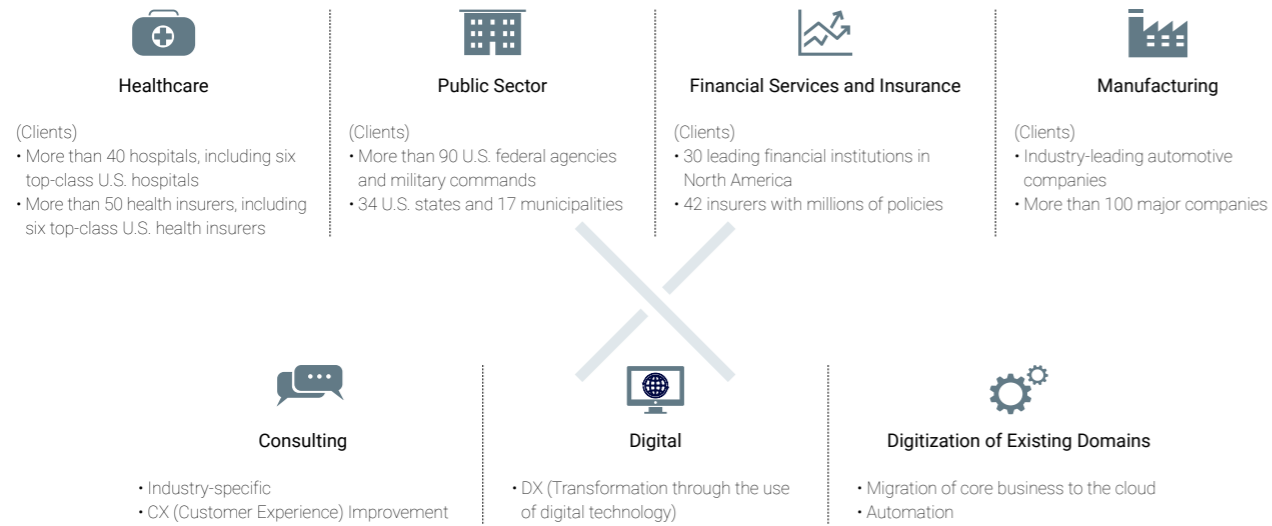 Healthcare
(Clients)
• More than 40 hospitals, including six
top-class U.S. hospitals
• More than 50 health insurers, including
six top-class U.S. health insurers
Public Sector
(Clients)
• More than 90 U.S. federal agencies
and military commands
• 34 U.S. states and 17 municipalities
Financial Services and Insurance
(Clients)
• 30 leading financial institutions in
North America
• 42 insurers with millions of policies
Manufacturing
(Clients)
• Industry-leading automotive
companies
• More than 100 major companies
Consulting
• Industry-specific
• CX (Customer Experience) Improvement
Digital
• DX (Transformation through the use
of digital technology)
Digitization of Existing Domains
• Migration of core business to the cloud
• Automation